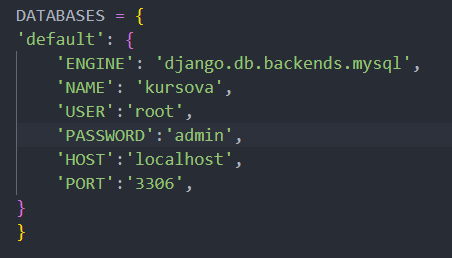 DATABASES = {
'default': {
    'ENGINE': 'django.db.backends.mysql',
    'NAME': 'kursova',
    'USER':'root',
    'PASSWORD':'admin',
    'HOST':'localhost',
    'PORT':'3306',
}
}